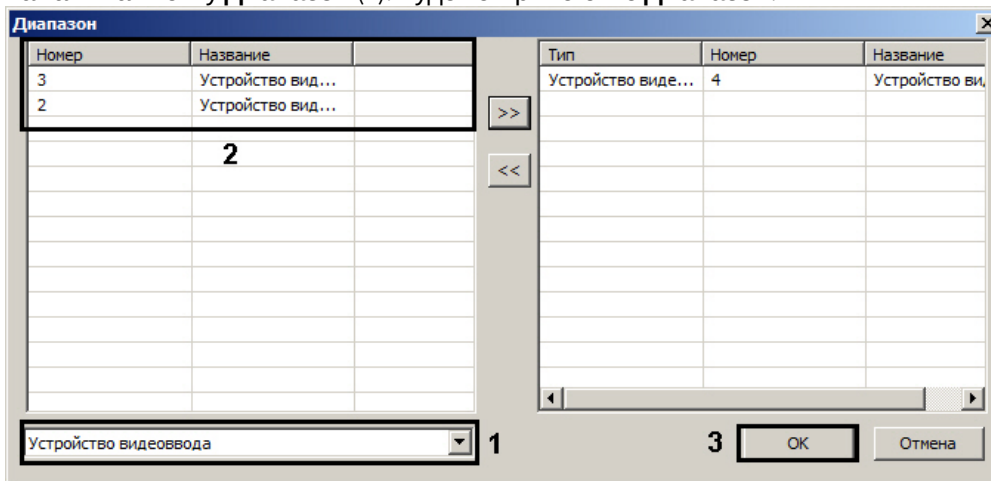 Диапазон
Номер Название Тип Номер Название
3 Устройство вид... Устройство виде... 4 Устройство ви
2 Устройство вид...
>>
2
<<
Устройство видеоввода 1 3 OK Отмена